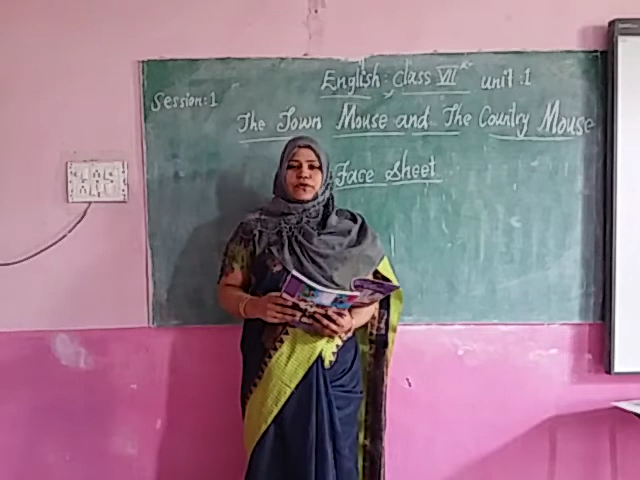 English: Class VII unit:1
Session:1
The Town Mouse and The Country Mouse
Face Sheet